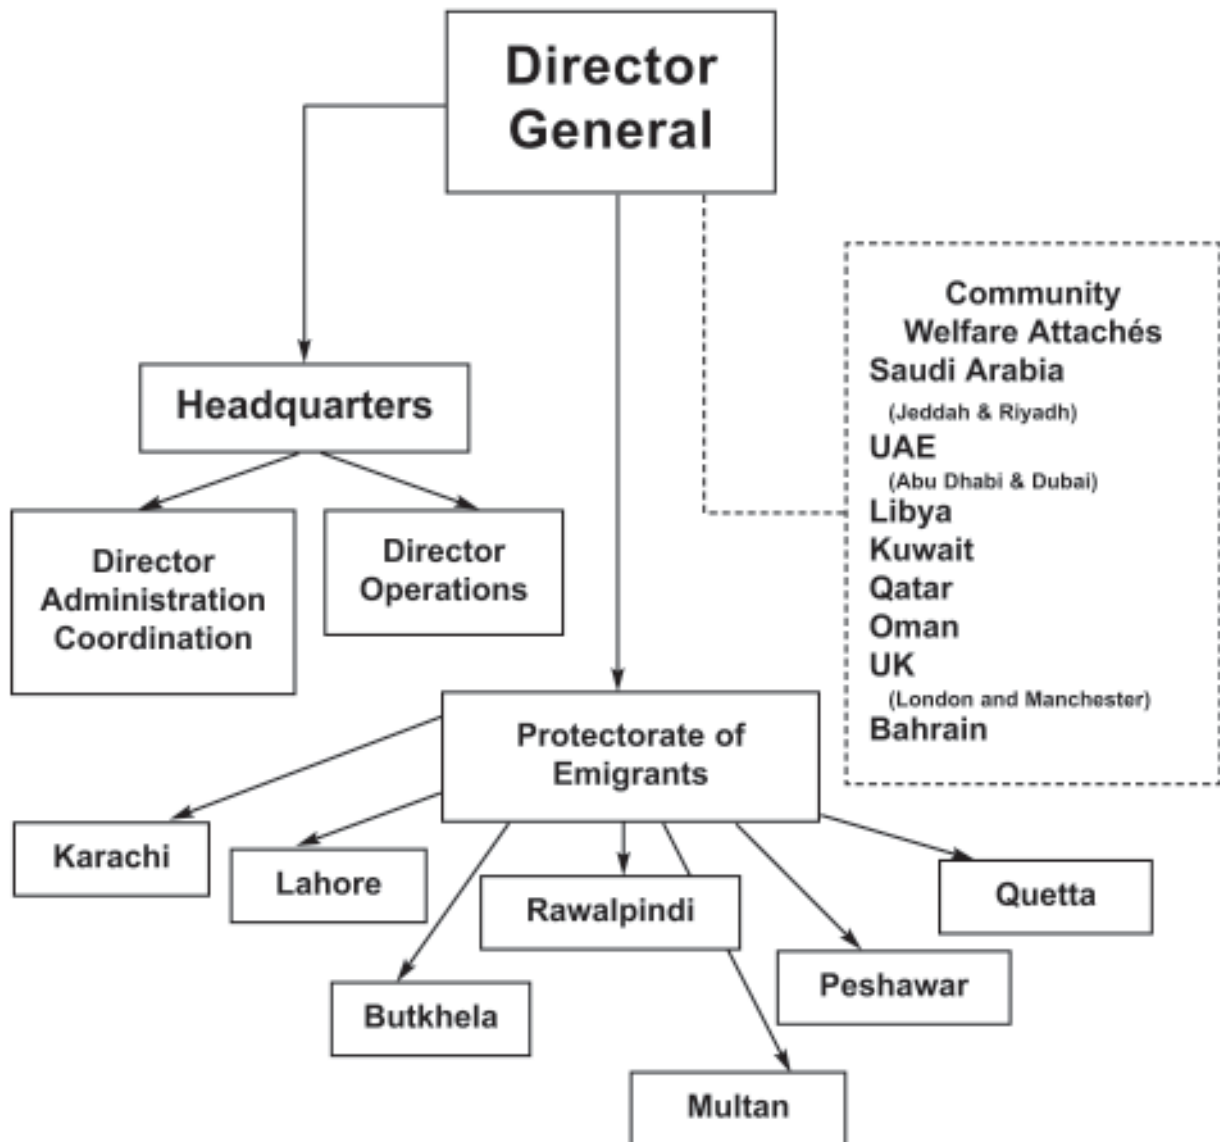 Director
General
Community
Welfare Attachés
Saudi Arabia
(Jeddah & Riyadh)
UAE
(Abu Dhabi & Dubai)
Libya
Kuwait
Qatar
Oman
UK
(London and Manchester)
Bahrain
Headquarters
Director
Administration
Coordination
Director
Operations
Protectorate of
Emigrants
Karachi
Lahore
Butkhela
Rawalpindi
Multan
Peshawar
Quetta